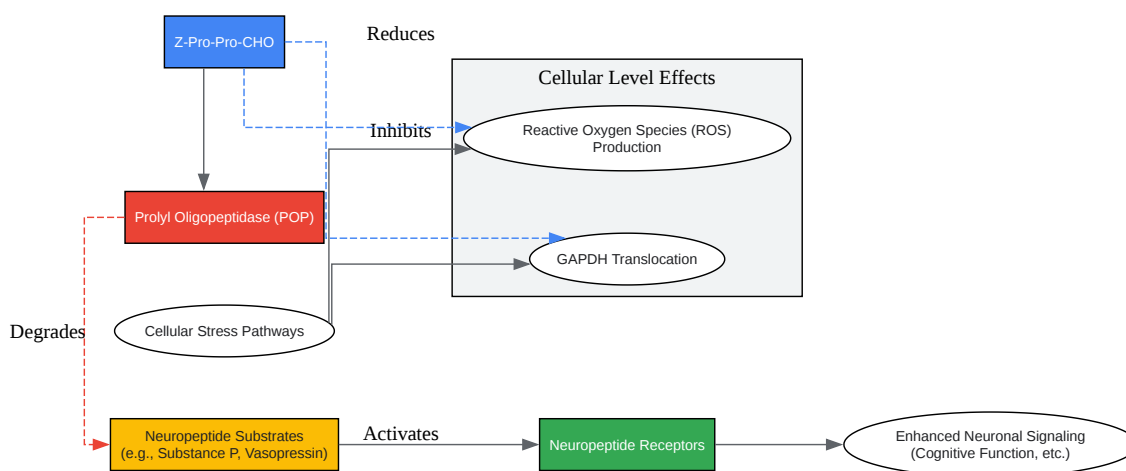 Z-Pro-Pro-CHO
Reduces
Cellular Level Effects
Inhibits
Reactive Oxygen Species (ROS)
Production
Prolyl Oligopeptidase (POP)
GAPDH Translocation
Cellular Stress Pathways
Degrades
Neuropeptide Substrates
(e.g., Substance P, Vasopressin)
Activates
Neuropeptide Receptors
Enhanced Neuronal Signaling
(Cognitive Function, etc.)